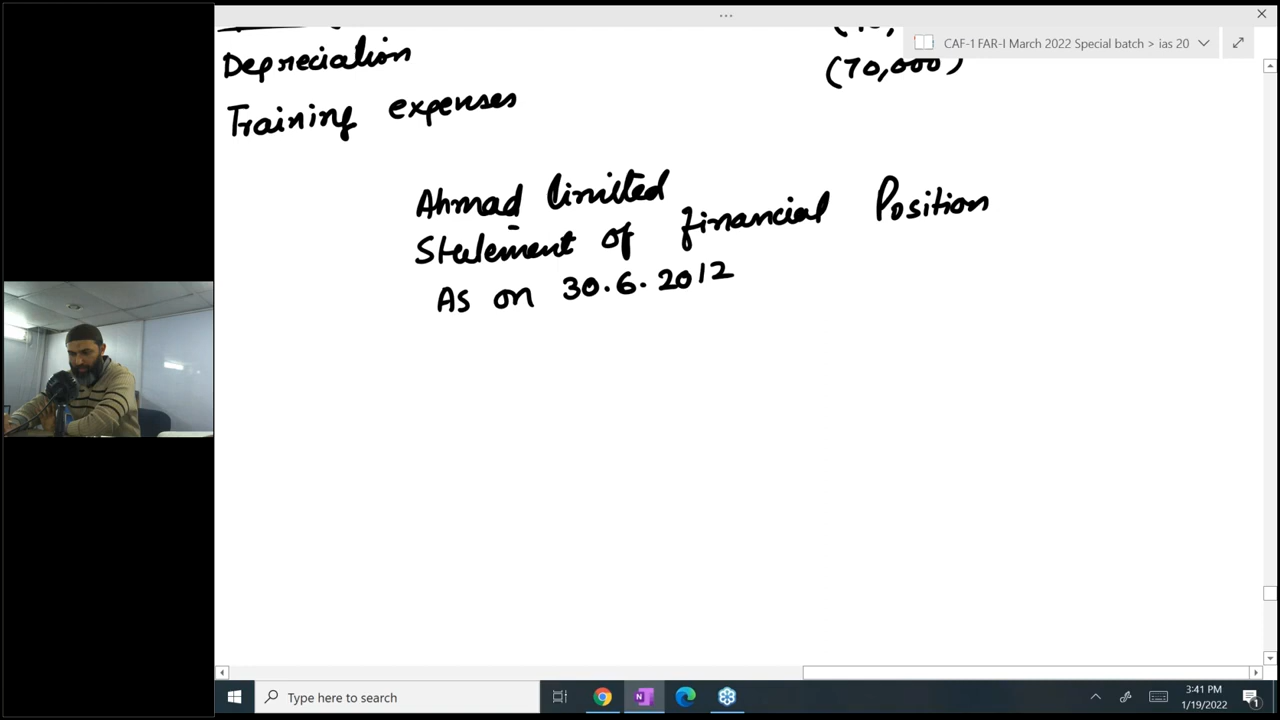 CAF-1 FAR-I March 2022 Special batch > ias 20
Depreciation
(70,000)
Training expenses
Ahmad limited
Statement of financial Position
As on 30.6.2012
Type here to search
3:41 PM
1/19/2022
1